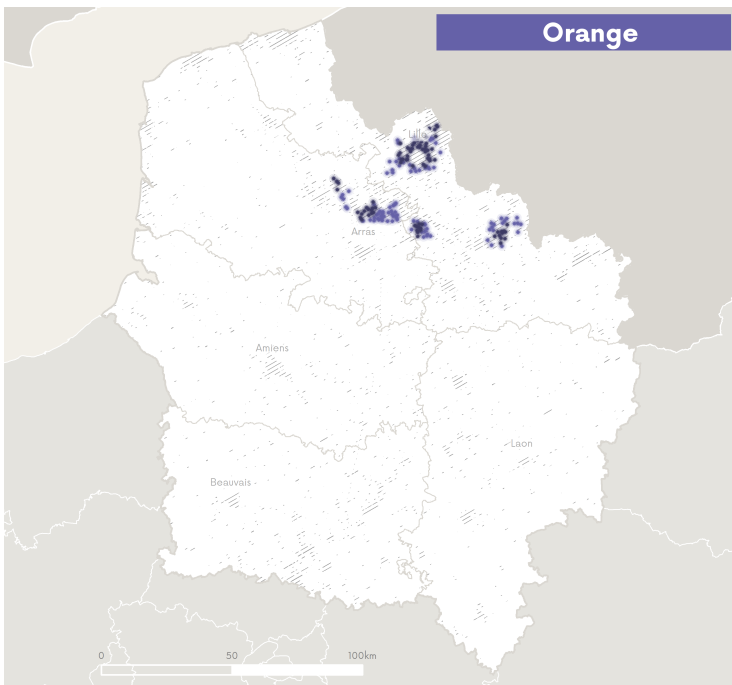 Orange
Lille
Arras
Amiens
Laon
Beauvais
0 50 100km